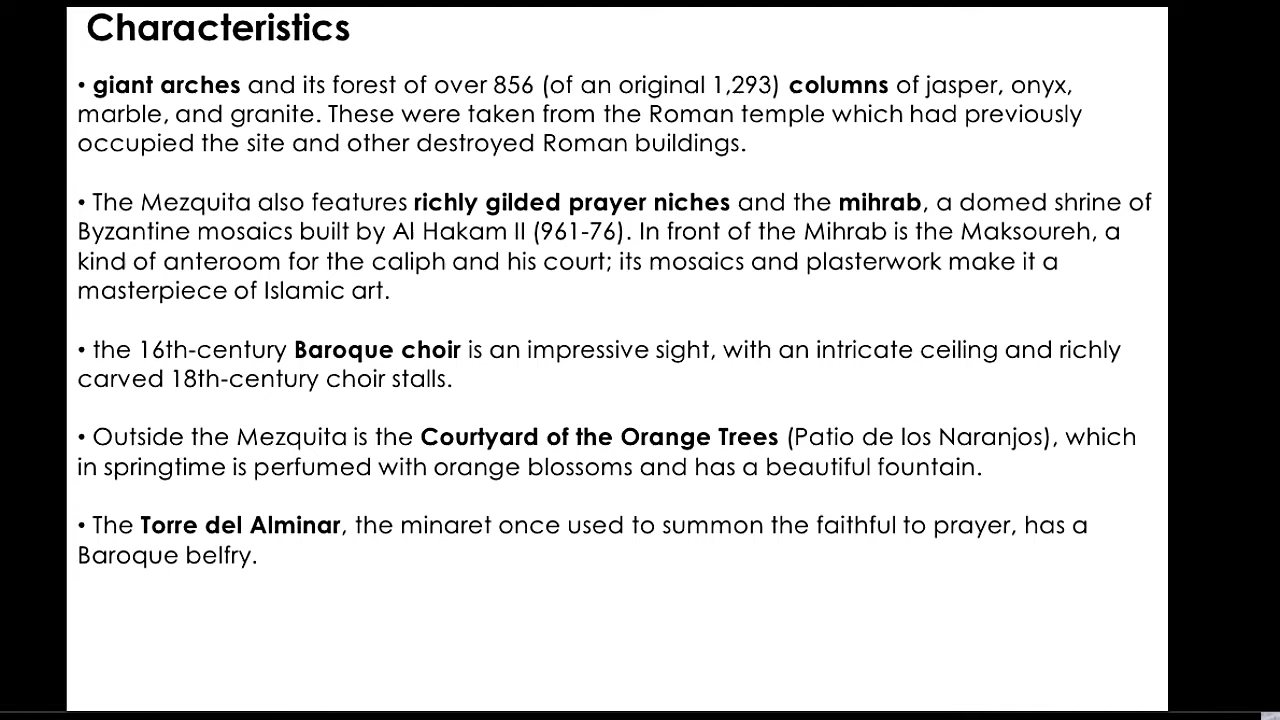 Characteristics
• giant arches and its forest of over 856 (of an original 1,293) columns of jasper, onyx,
marble, and granite. These were taken from the Roman temple which had previously
occupied the site and other destroyed Roman buildings.
• The Mezquita also features richly gilded prayer niches and the mihrab, a domed shrine of
Byzantine mosaics built by Al Hakam II (961-76). In front of the Mihrab is the Maksoureh, a
kind of anteroom for the caliph and his court; its mosaics and plasterwork make it a
masterpiece of Islamic art.
• the 16th-century Baroque choir is an impressive sight, with an intricate ceiling and richly
carved 18th-century choir stalls.
• Outside the Mezquita is the Courtyard of the Orange Trees (Patio de los Naranjos), which
in springtime is perfumed with orange blossoms and has a beautiful fountain.
• The Torre del Alminar, the minaret once used to summon the faithful to prayer, has a
Baroque belfry.